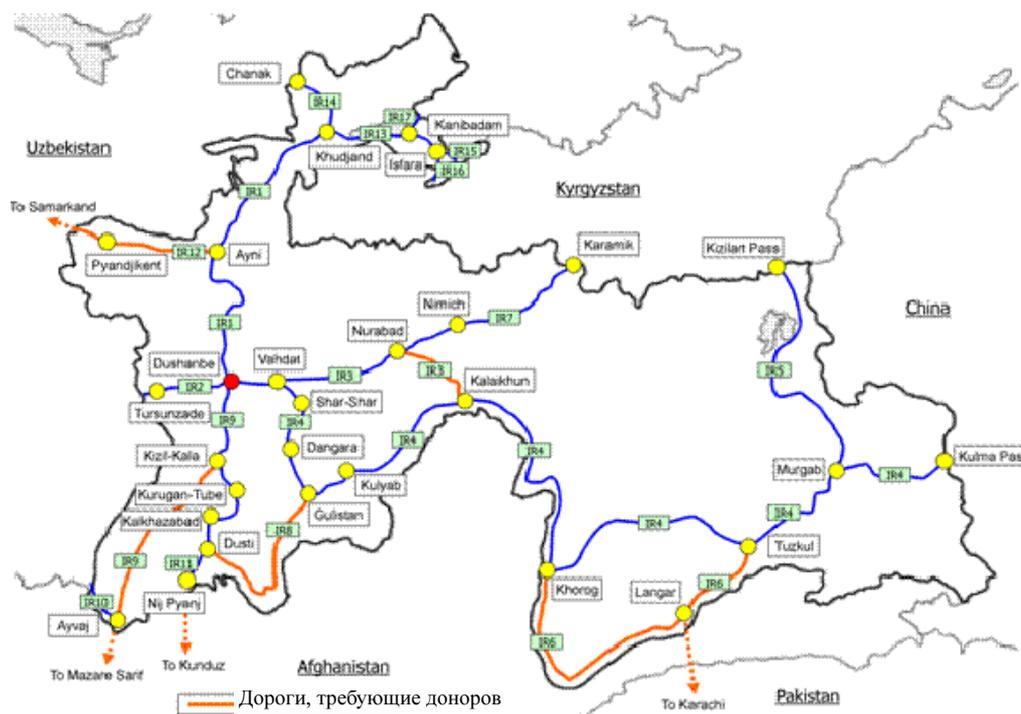 Chanak
IR14
IR17
Kanibadam
IR13
Khudjand
Isfara
IR15
IR16
Uzbekistan
IR1
Kyrgyzstan
To Samarkand
IR12
Pyandjikent
Ayni
Karamik
Kizilart Pass
China
IR1
Nimich
IR7
Nurabad
Dushanbe
Vahdat
IR3
IR3
Kalaikhun
IR5
IR2
Tursunzade
Shar-Shar
IR9
IR4
IR4
Dangara
IR4
Kizil-Kala
Kulyab
Murgab
IR4
Kulma Pas
Kurugan-Tube
Gulistan
Kalkhazabad
IR4
IR4
Dusti
IR8
Tuzkul
IR9
IR11
Khorog
Langar
IR6
IR10
Nij Pyanj
Ayvaj
IR6
To Kunduz
Afghanistan
To Mazare Sarif
Дороги, требующие доноров
To Karachi
Pakistan